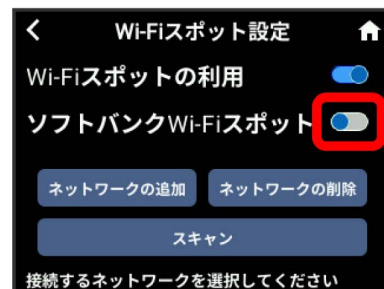 Wi-Fiスポット設定
Wi-Fiスポットの利用
ソフトバンクWi-Fiスポット
ネットワークの追加 ネットワークの削除
スキャン
接続するネットワークを選択してください